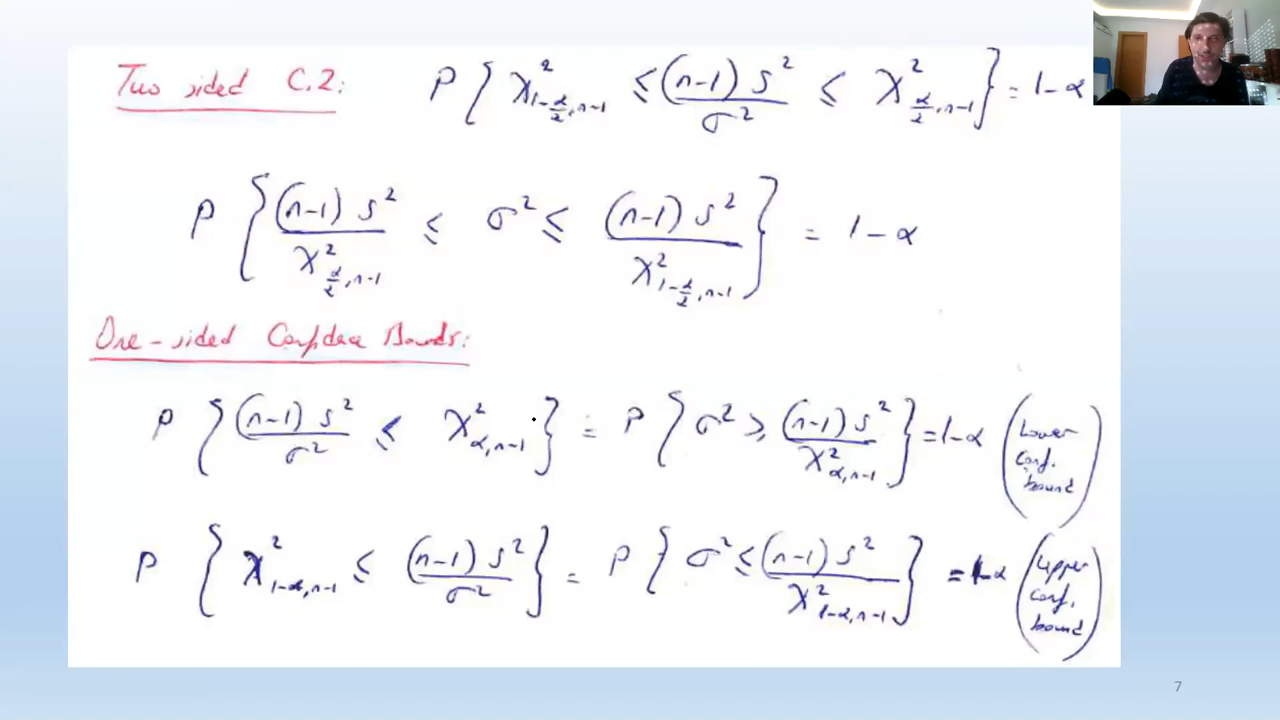 Two sided C.I.: P { χ²_{1-α/2, n-1} ≤ (n-1) s² / σ² ≤ χ²_{α/2, n-1} } = 1-α
P { (n-1) s² / χ²_{α/2, n-1} ≤ σ² ≤ (n-1) s² / χ²_{1-α/2, n-1} } = 1-α
One-sided Confidence Bounds:
P { (n-1) s² / σ² ≤ χ²_{α, n-1} } = P { σ² ≥ (n-1) s² / χ²_{α, n-1} } = 1-α (Lower conf. bound)
P { χ²_{1-α, n-1} ≤ (n-1) s² / σ² } = P { σ² ≤ (n-1) s² / χ²_{1-α, n-1} } = 1-α (Upper conf. bound)
7